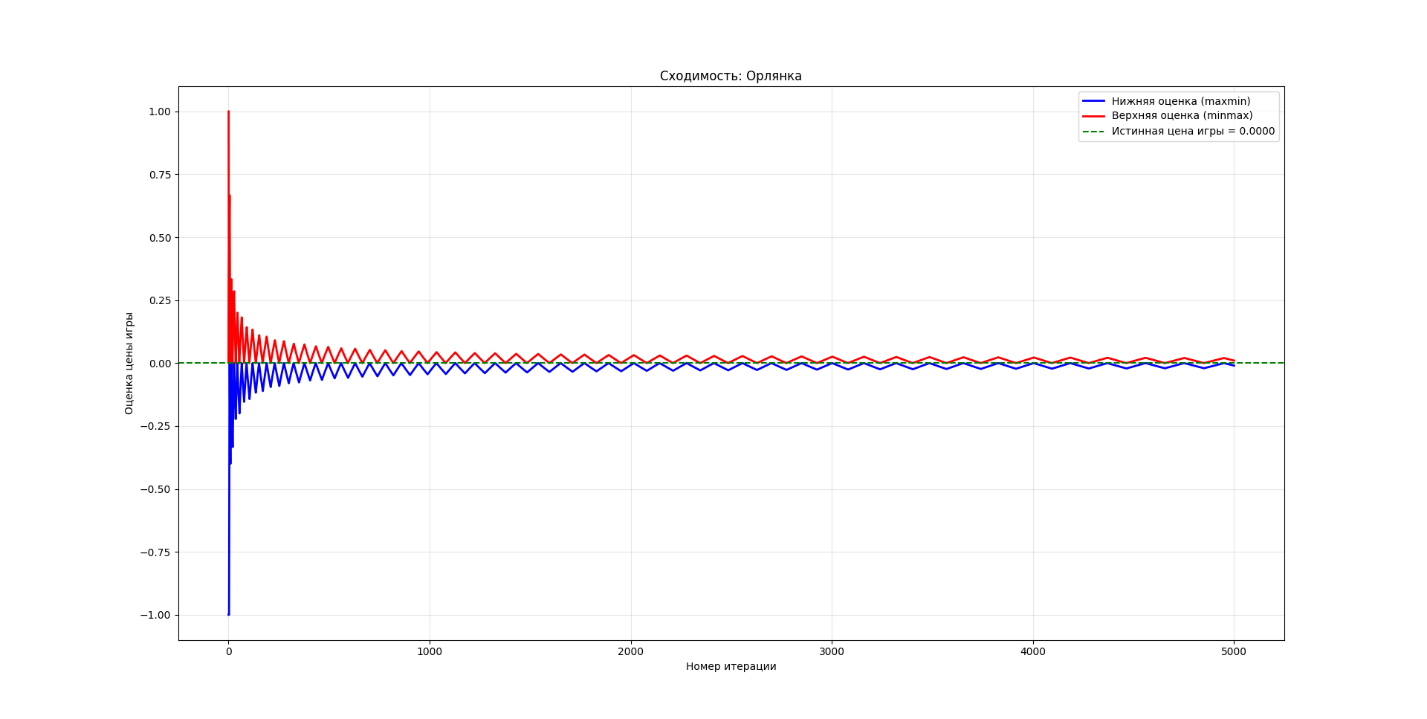 Сходимость: Орлянка
Нижняя оценка (maxmin)
Верхняя оценка (minmax)
Истинная цена игры = 0.0000
Оценка цены игры
1.00
0.75
0.50
0.25
0.00
−0.25
−0.50
−0.75
−1.00
0 1000 2000 3000 4000 5000
Номер итерации